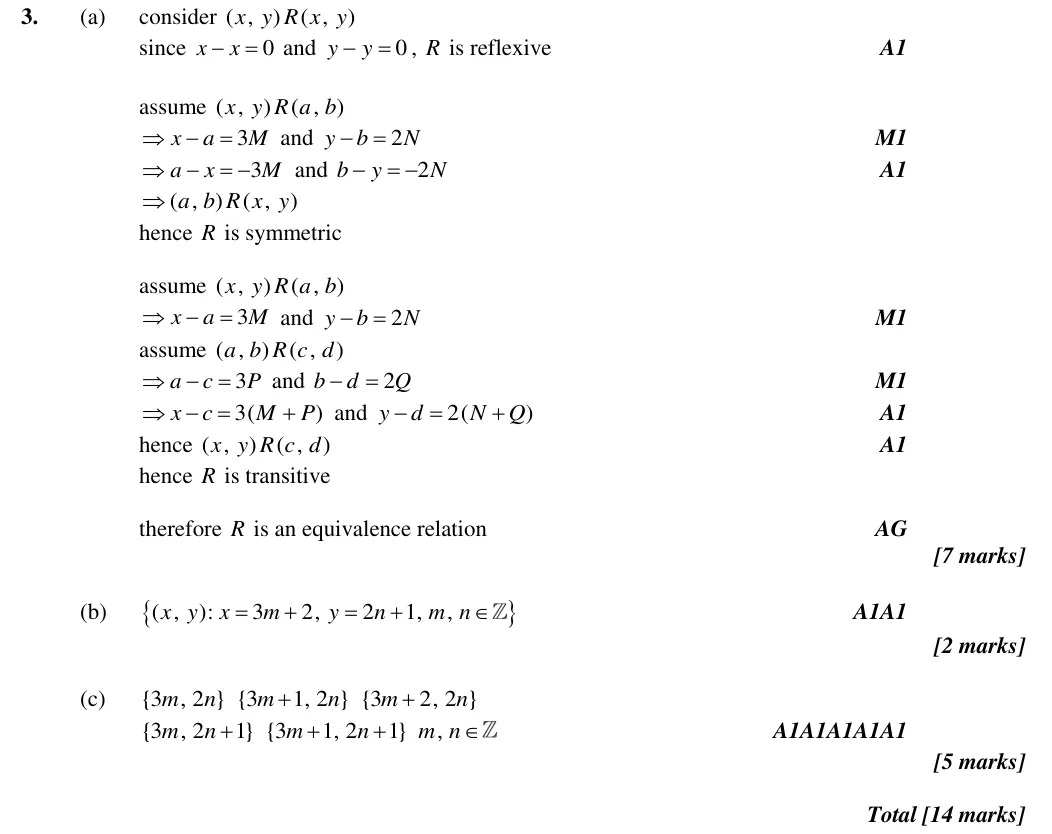 3. (a) consider (x, y)R(x, y)
since x − x = 0 and y − y = 0, R is reflexive A1
assume (x, y)R(a, b)
⇒ x − a = 3M and y − b = 2N M1
⇒ a − x = −3M and b − y = −2N A1
⇒ (a, b)R(x, y)
hence R is symmetric
assume (x, y)R(a, b)
⇒ x − a = 3M and y − b = 2N M1
assume (a, b)R(c, d)
⇒ a − c = 3P and b − d = 2Q M1
⇒ x − c = 3(M + P) and y − d = 2(N + Q) A1
hence (x, y)R(c, d) A1
hence R is transitive
therefore R is an equivalence relation AG
[7 marks]
(b) {(x, y): x = 3m + 2, y = 2n + 1, m, n ∈ ℤ} A1A1
[2 marks]
(c) {3m, 2n} {3m + 1, 2n} {3m + 2, 2n}
{3m, 2n + 1} {3m + 1, 2n + 1} m, n ∈ ℤ A1A1A1A1A1
[5 marks]
Total [14 marks]